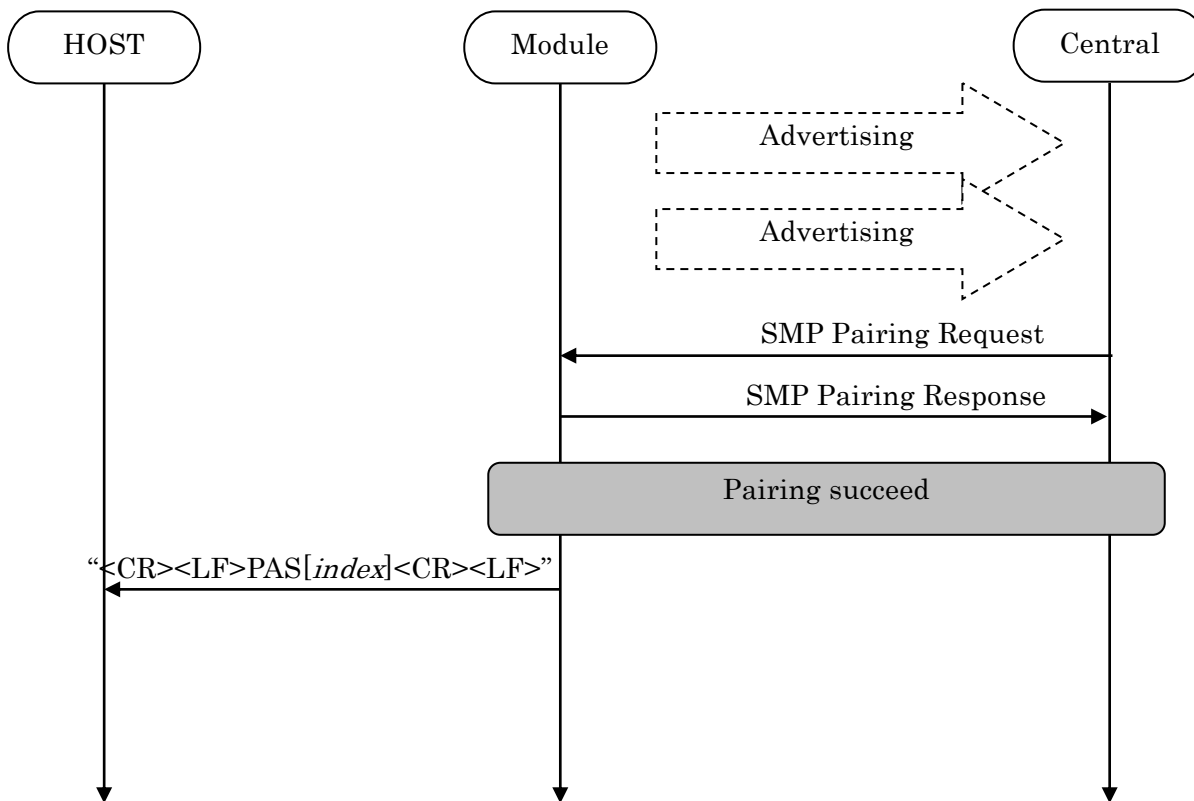 HOST
Module
Central
Advertising
Advertising
SMP Pairing Request
SMP Pairing Response
Pairing succeed
“<CR><LF>PAS[index]<CR><LF>”